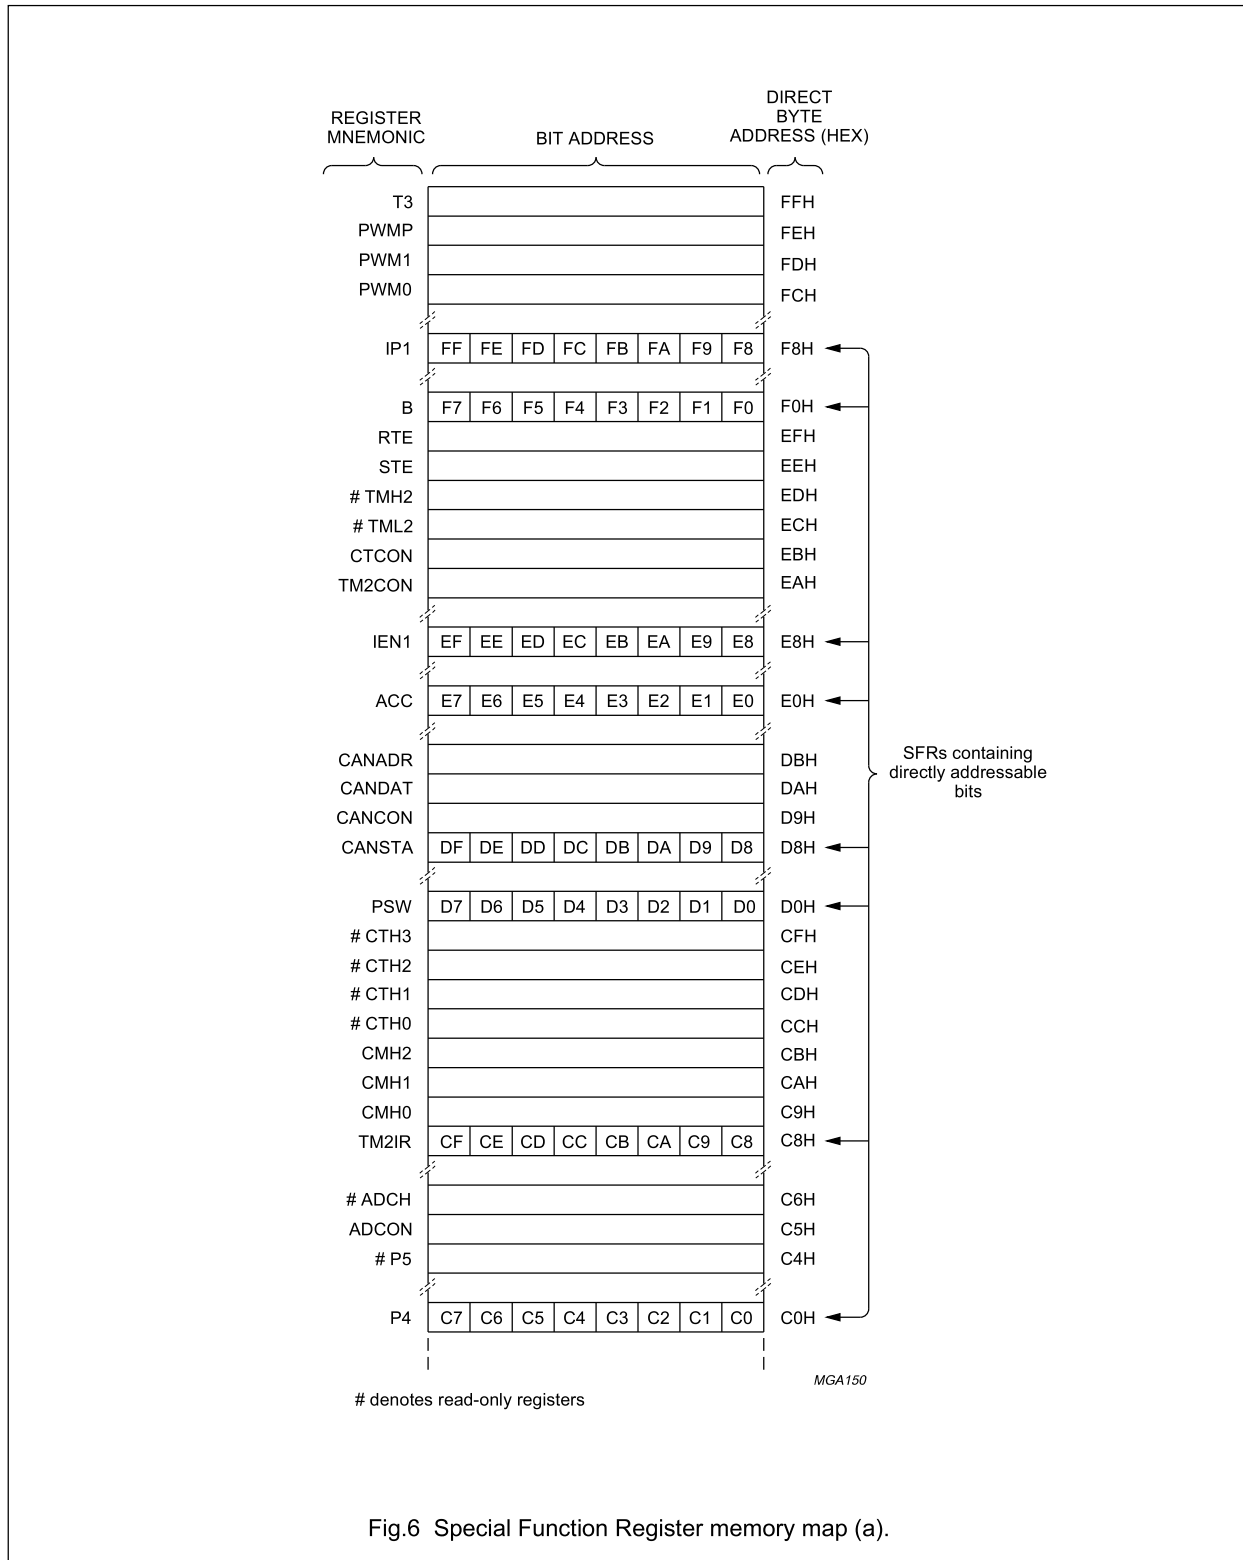 REGISTER
MNEMONIC
BIT ADDRESS
DIRECT
BYTE
ADDRESS (HEX)
T3 FFH
PWMP FEH
PWM1 FDH
PWM0 FCH
IP1 FF FE FD FC FB FA F9 F8 F8H
B F7 F6 F5 F4 F3 F2 F1 F0 F0H
RTE EFH
STE EEH
# TMH2 EDH
# TML2 ECH
CTCON EBH
TM2CON EAH
IEN1 EF EE ED EC EB EA E9 E8 E8H
ACC E7 E6 E5 E4 E3 E2 E1 E0 E0H
CANADR DBH
CANDAT DAH
CANCON D9H
CANSTA DF DE DD DC DB DA D9 D8 D8H
SFRs containing
directly addressable
bits
PSW D7 D6 D5 D4 D3 D2 D1 D0 D0H
# CTH3 CFH
# CTH2 CEH
# CTH1 CDH
# CTH0 CCH
CMH2 CBH
CMH1 CAH
CMH0 C9H
TM2IR CF CE CD CC CB CA C9 C8 C8H
# ADCH C6H
ADCON C5H
# P5 C4H
P4 C7 C6 C5 C4 C3 C2 C1 C0 C0H
MGA150
# denotes read-only registers
Fig.6 Special Function Register memory map (a).